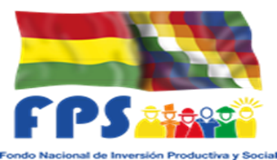 FPS
Fondo Nacional de Inversión Productiva y Social